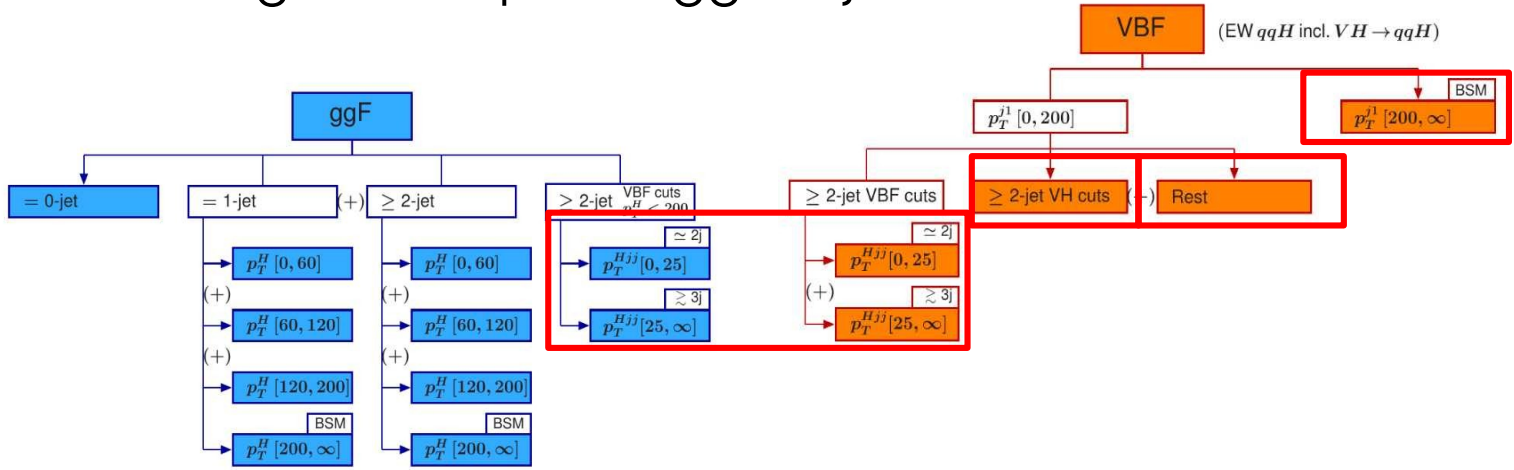 VBF (EW qqH incl. VH → qqH)
BSM
ggF
p_T^{j1} [0, 200]
p_T^{j1} [200, ∞]
= 0-jet
= 1-jet
(+)
≥ 2-jet
≥ 2-jet VBF cuts
p_T^H < 200
≥ 2-jet VBF cuts
≥ 2-jet VH cuts
(+)
Rest
≃ 2j
≃ 2j
p_T^H [0, 60]
p_T^H [0, 60]
p_T^{Hjj} [0, 25]
p_T^{Hjj} [0, 25]
(+)
(+)
(+)
≳ 3j
≳ 3j
p_T^H [60, 120]
p_T^H [60, 120]
p_T^{Hjj} [25, ∞]
p_T^{Hjj} [25, ∞]
(+)
(+)
p_T^H [120, 200]
p_T^H [120, 200]
BSM
BSM
p_T^H [200, ∞]
p_T^H [200, ∞]